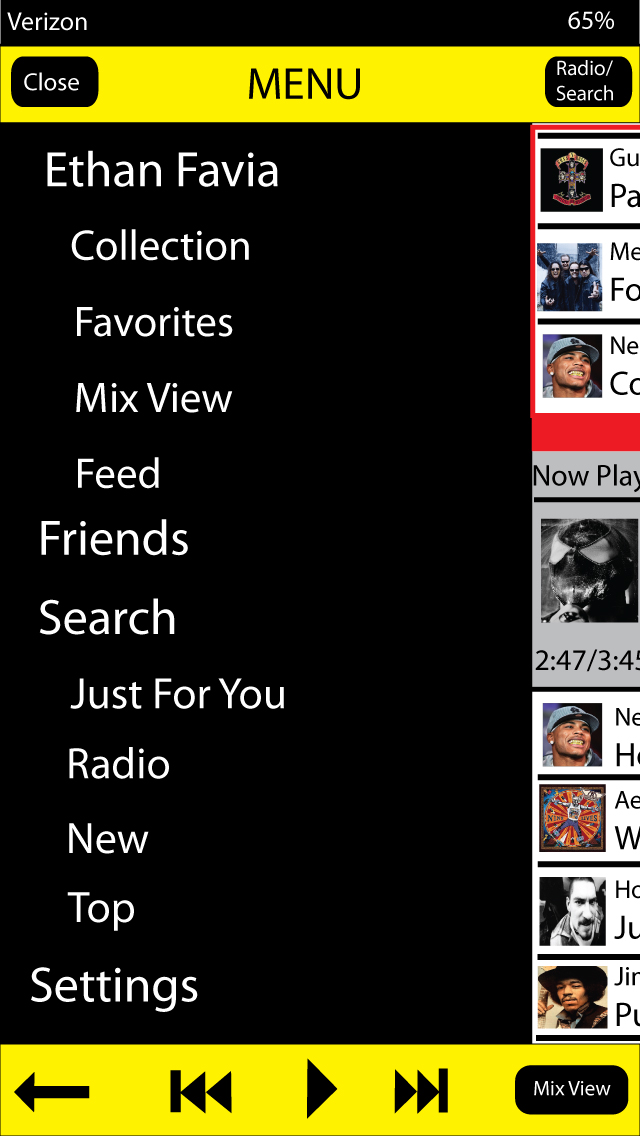 Verizon
65%
Close
MENU
Radio/
Search
Ethan Favia
Collection
Favorites
Mix View
Feed
Friends
Search
Just For You
Radio
New
Top
Settings
Gu
Pa
Me
Fo
Ne
Co
Now Play
2:47/3:45
Ne
Ho
Ae
W
Ho
Ju
Jim
Pu
Mix View